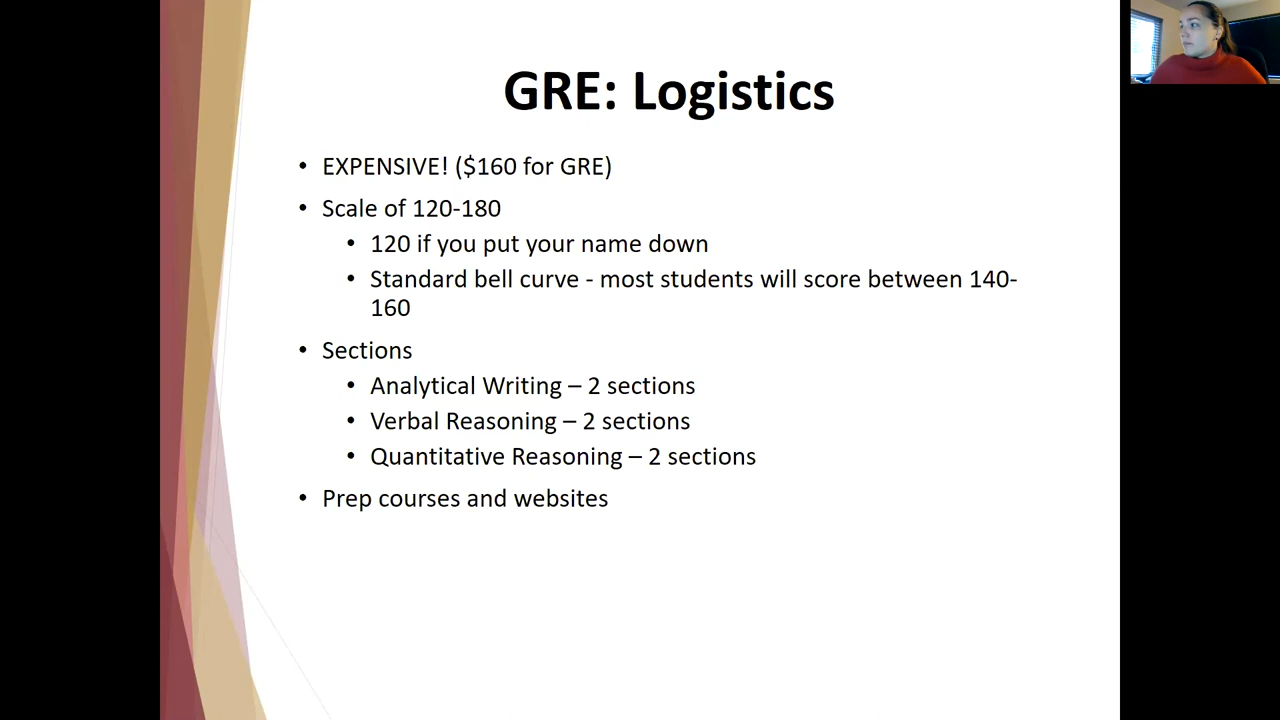 GRE: Logistics
• EXPENSIVE! ($160 for GRE)
• Scale of 120-180
• 120 if you put your name down
• Standard bell curve - most students will score between 140-
160
• Sections
• Analytical Writing – 2 sections
• Verbal Reasoning – 2 sections
• Quantitative Reasoning – 2 sections
• Prep courses and websites